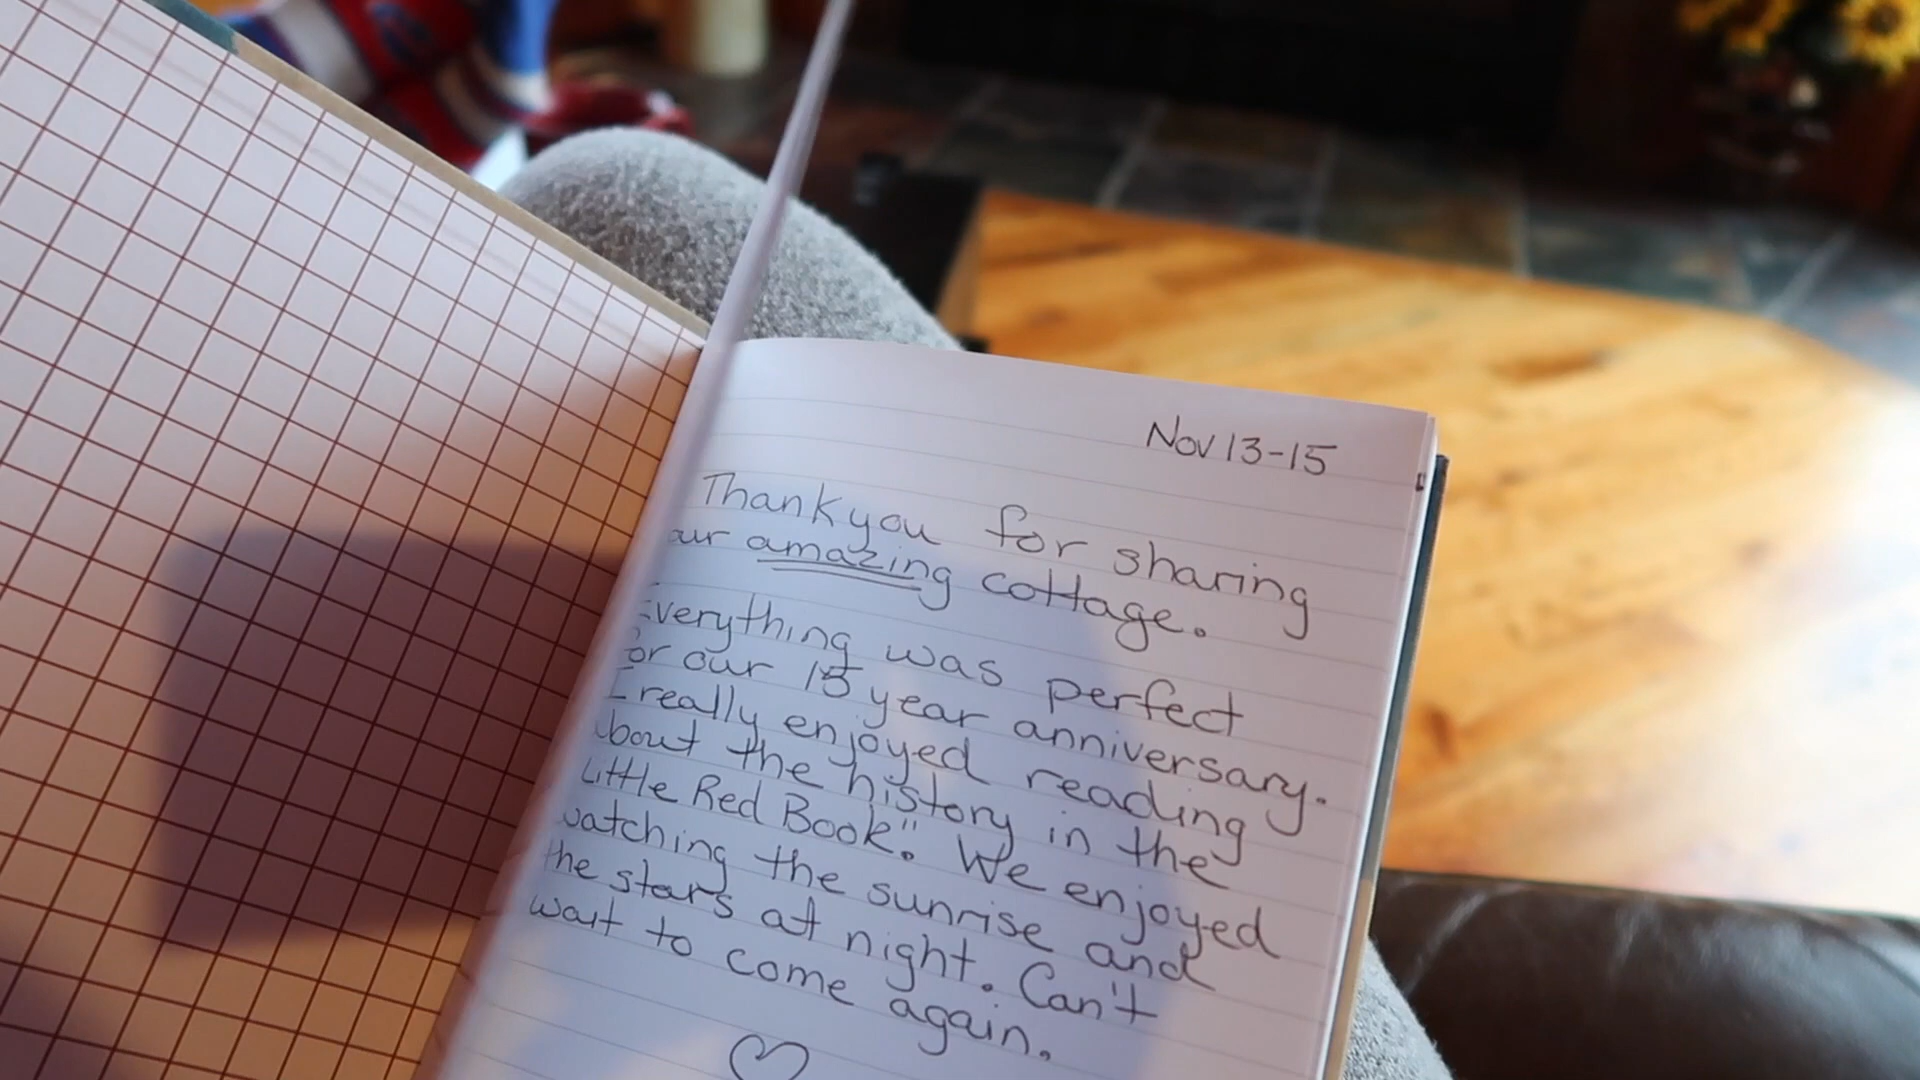 Nov 13-15
Thank you for sharing
our amazing cottage.
Everything was perfect
for our 15 year anniversary.
I really enjoyed reading
about the history in the
Little Red Book". We enjoyed
watching the sunrise and
the stars at night. Can't
wait to come again.